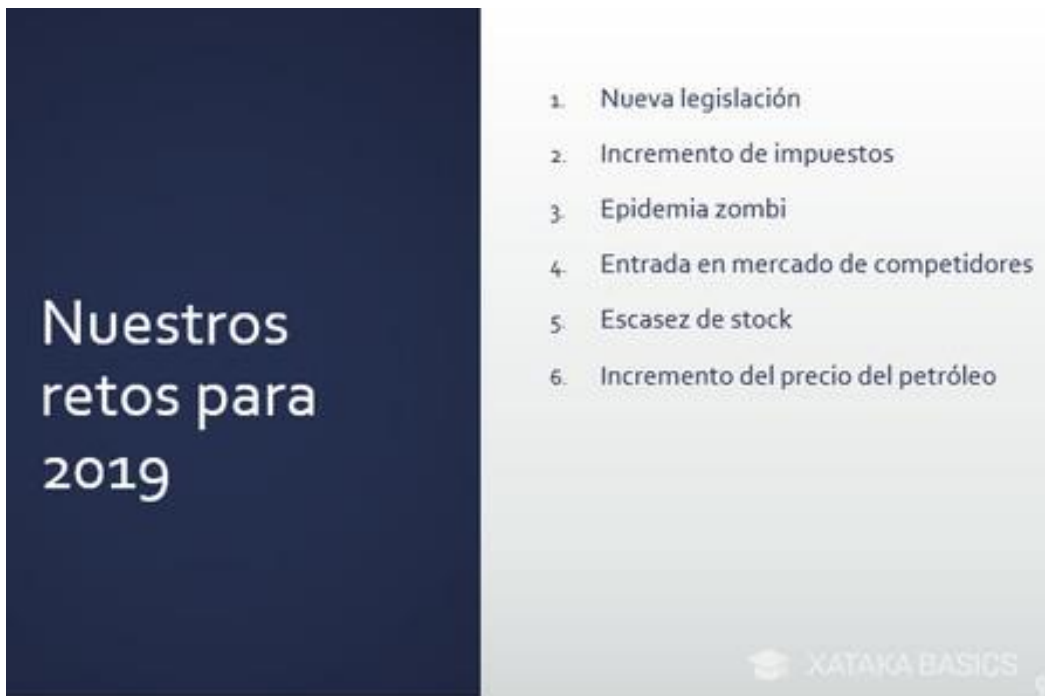 Nuestros
retos para
2019
1. Nueva legislación
2. Incremento de impuestos
3. Epidemia zombi
4. Entrada en mercado de competidores
5. Escasez de stock
6. Incremento del precio del petróleo
XATAKA BASICS